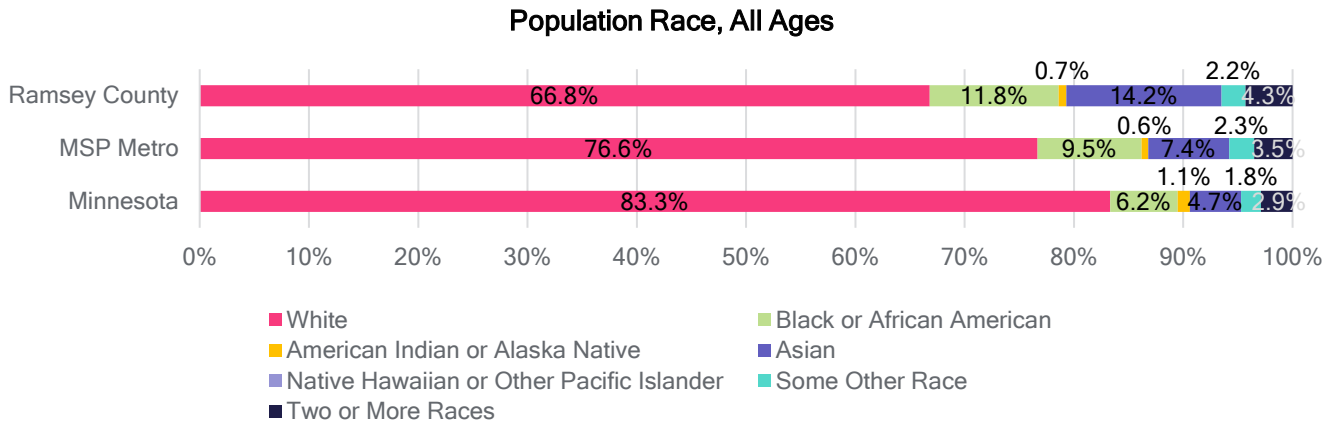 Population Race, All Ages
0.7% 2.2%
Ramsey County 66.8% 11.8% 14.2% 4.3%
0.6% 2.3%
MSP Metro 76.6% 9.5% 7.4% 3.5%
1.1% 1.8%
Minnesota 83.3% 6.2% 4.7% 2.9%
0% 10% 20% 30% 40% 50% 60% 70% 80% 90% 100%
White Black or African American
American Indian or Alaska Native Asian
Native Hawaiian or Other Pacific Islander Some Other Race
Two or More Races